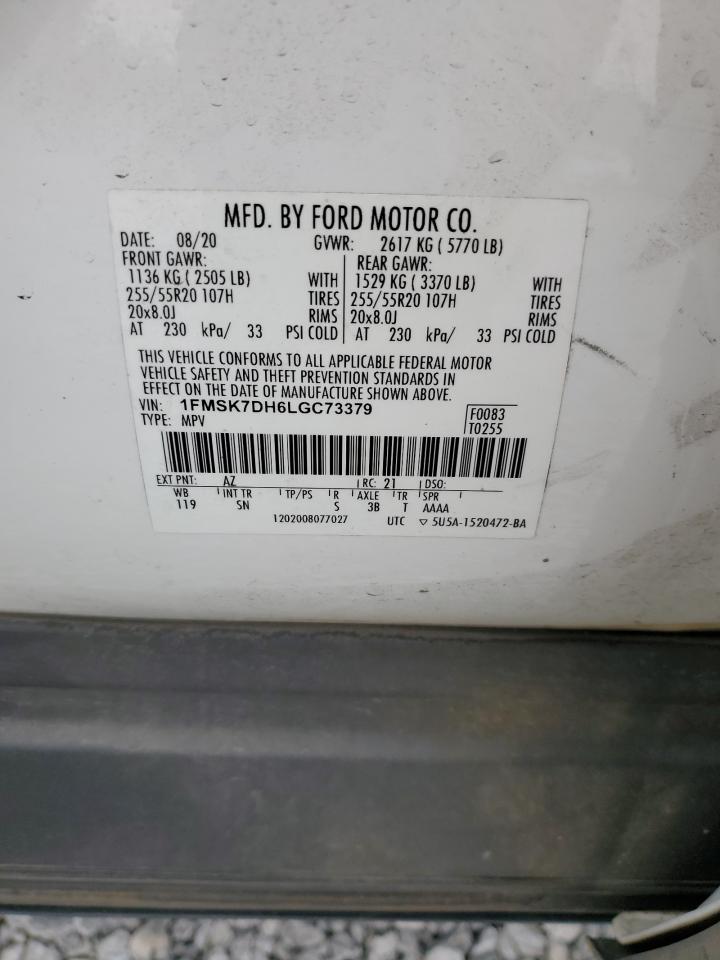 MFD. BY FORD MOTOR CO.
DATE: 08/20 GVWR: 2617 KG ( 5770 LB)
FRONT GAWR: REAR GAWR:
1136 KG ( 2505 LB) WITH 1529 KG ( 3370 LB) WITH
255/55R20 107H TIRES 255/55R20 107H TIRES
20x8.0J RIMS 20x8.0J RIMS
AT 230 kPa/ 33 PSI COLD AT 230 kPa/ 33 PSI COLD
THIS VEHICLE CONFORMS TO ALL APPLICABLE FEDERAL MOTOR
VEHICLE SAFETY AND THEFT PREVENTION STANDARDS IN
EFFECT ON THE DATE OF MANUFACTURE SHOWN ABOVE.
VIN: 1FMSK7DH6LGC73379 F0083
TYPE: MPV T0255
EXT PNT: AZ RC: 21 DSO:
WB INT TR TP/PS R AXLE TR SPR
119 SN S 3B T AAAA
1202008077027 UTC ▽ 5U5A-1520472-BA